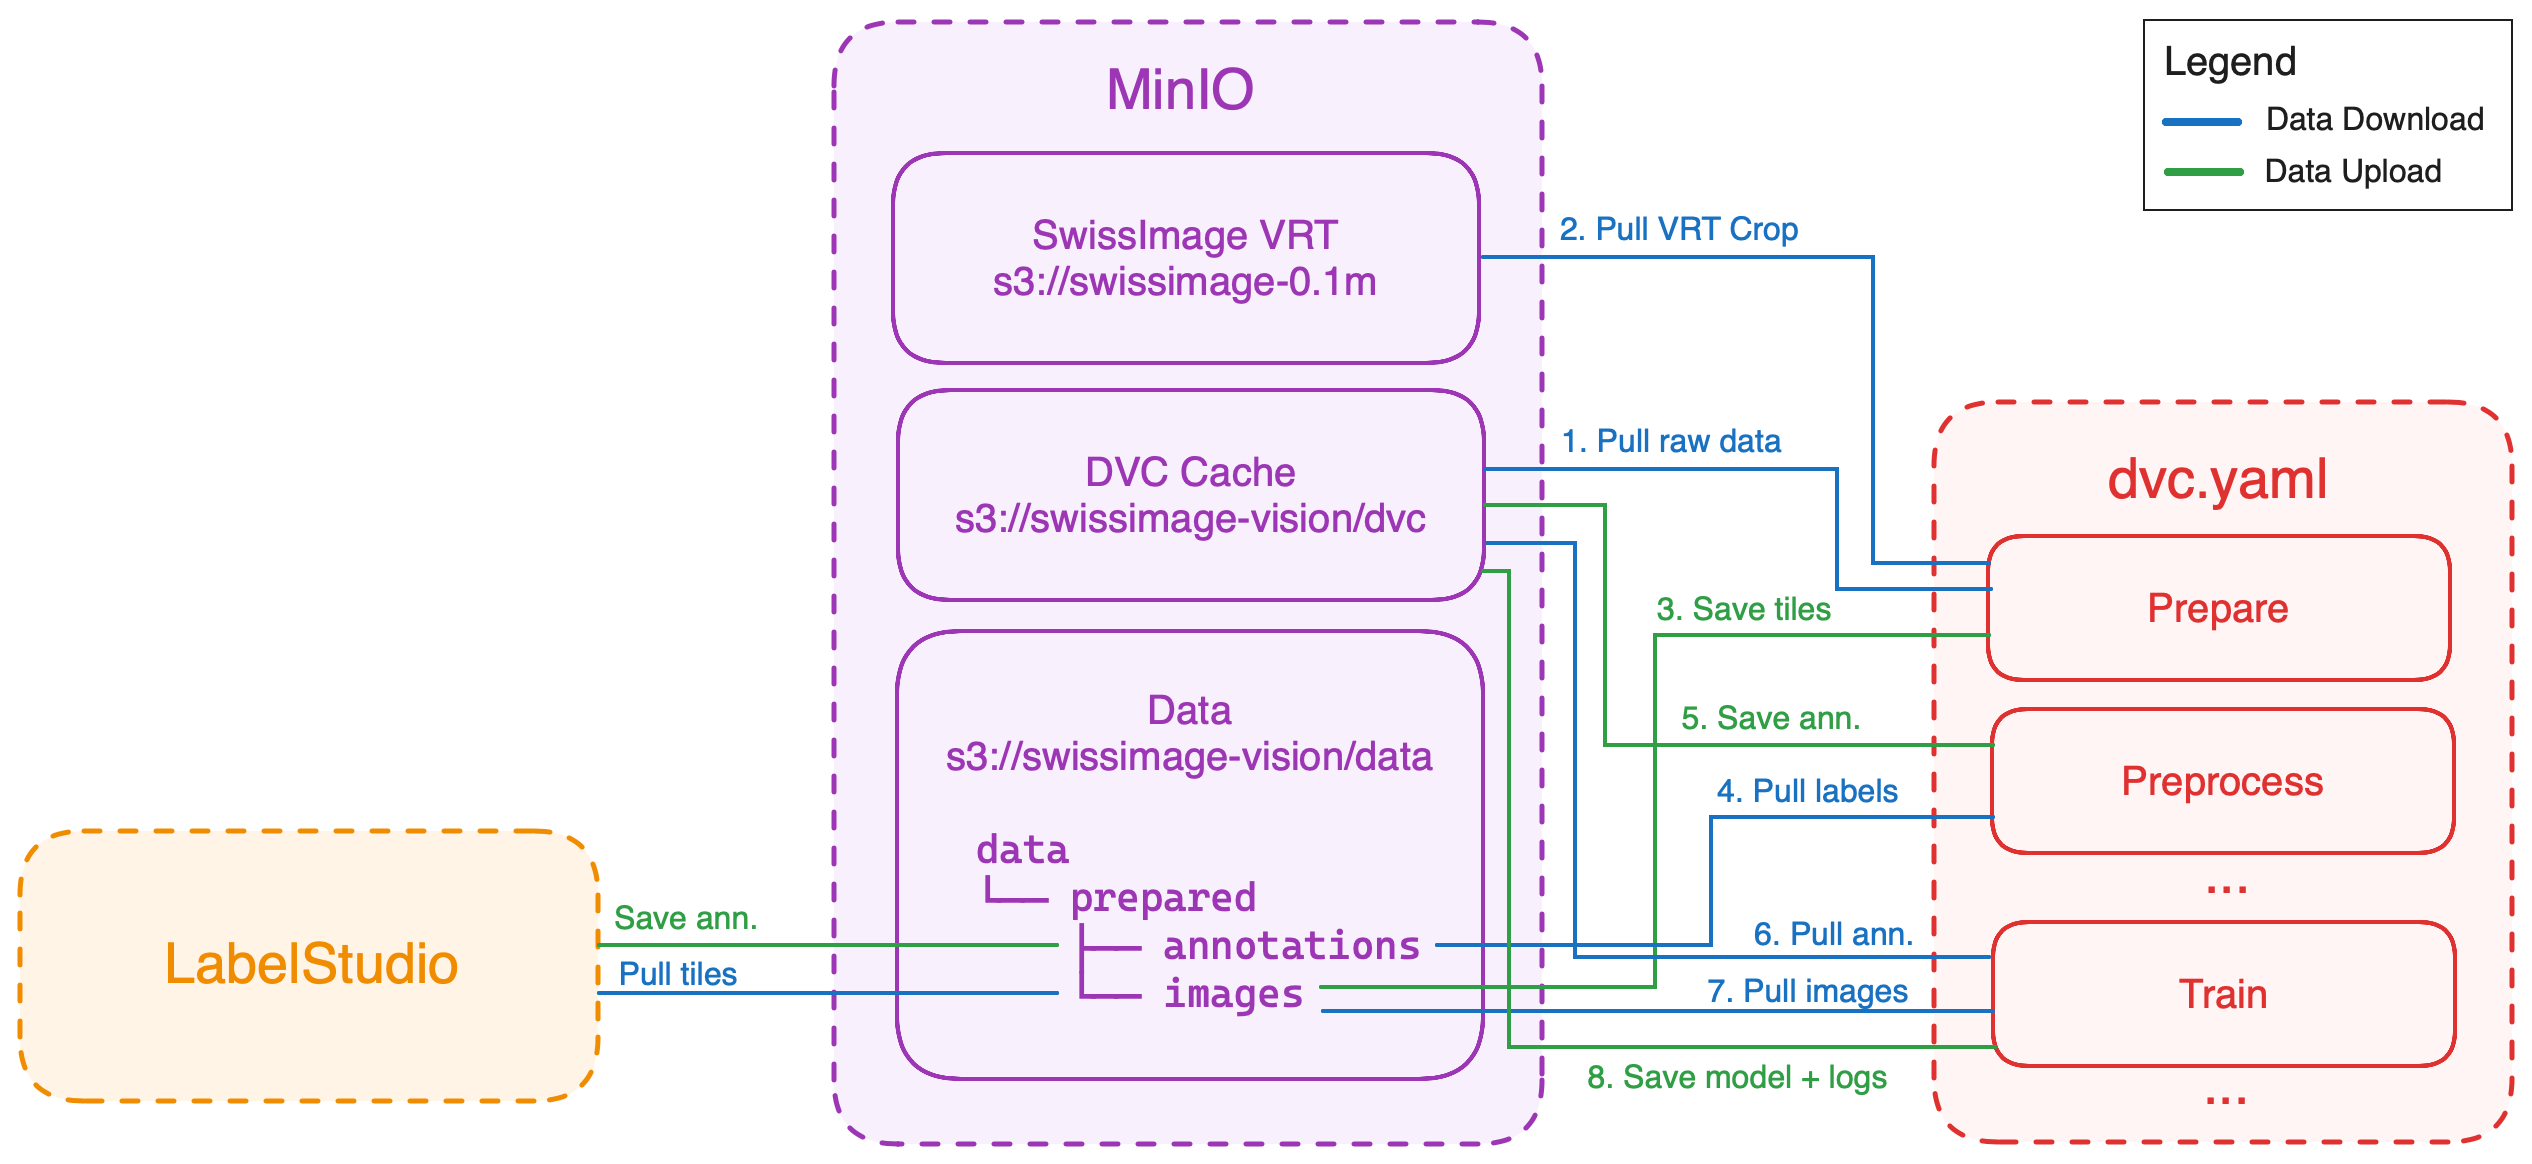 MinIO
SwissImage VRT
s3://swissimage-0.1m
DVC Cache
s3://swissimage-vision/dvc
Data
s3://swissimage-vision/data
data
prepared
annotations
images
LabelStudio
Save ann.
Pull tiles
Legend
Data Download
Data Upload
2. Pull VRT Crop
1. Pull raw data
3. Save tiles
5. Save ann.
4. Pull labels
6. Pull ann.
7. Pull images
8. Save model + logs
dvc.yaml
Prepare
Preprocess
...
Train
...